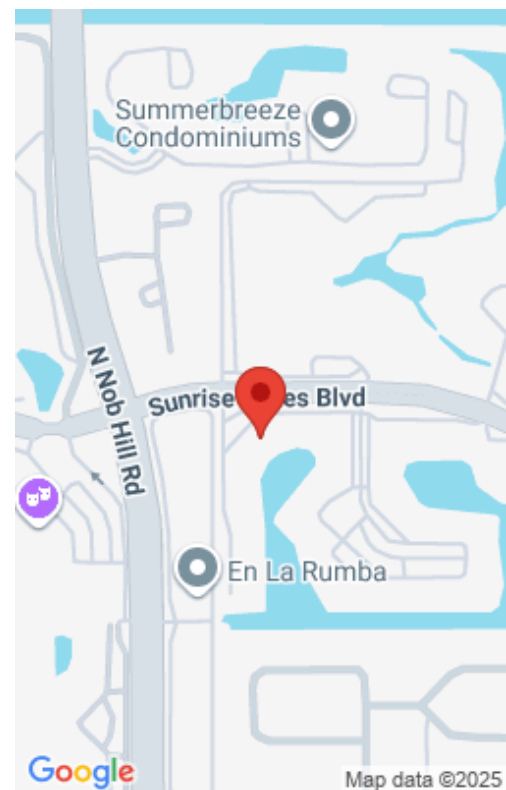 Summerbreeze
Condominiums
N Nob Hill Rd
Sunrise es Blvd
En La Rumba
Google
Map data ©2025